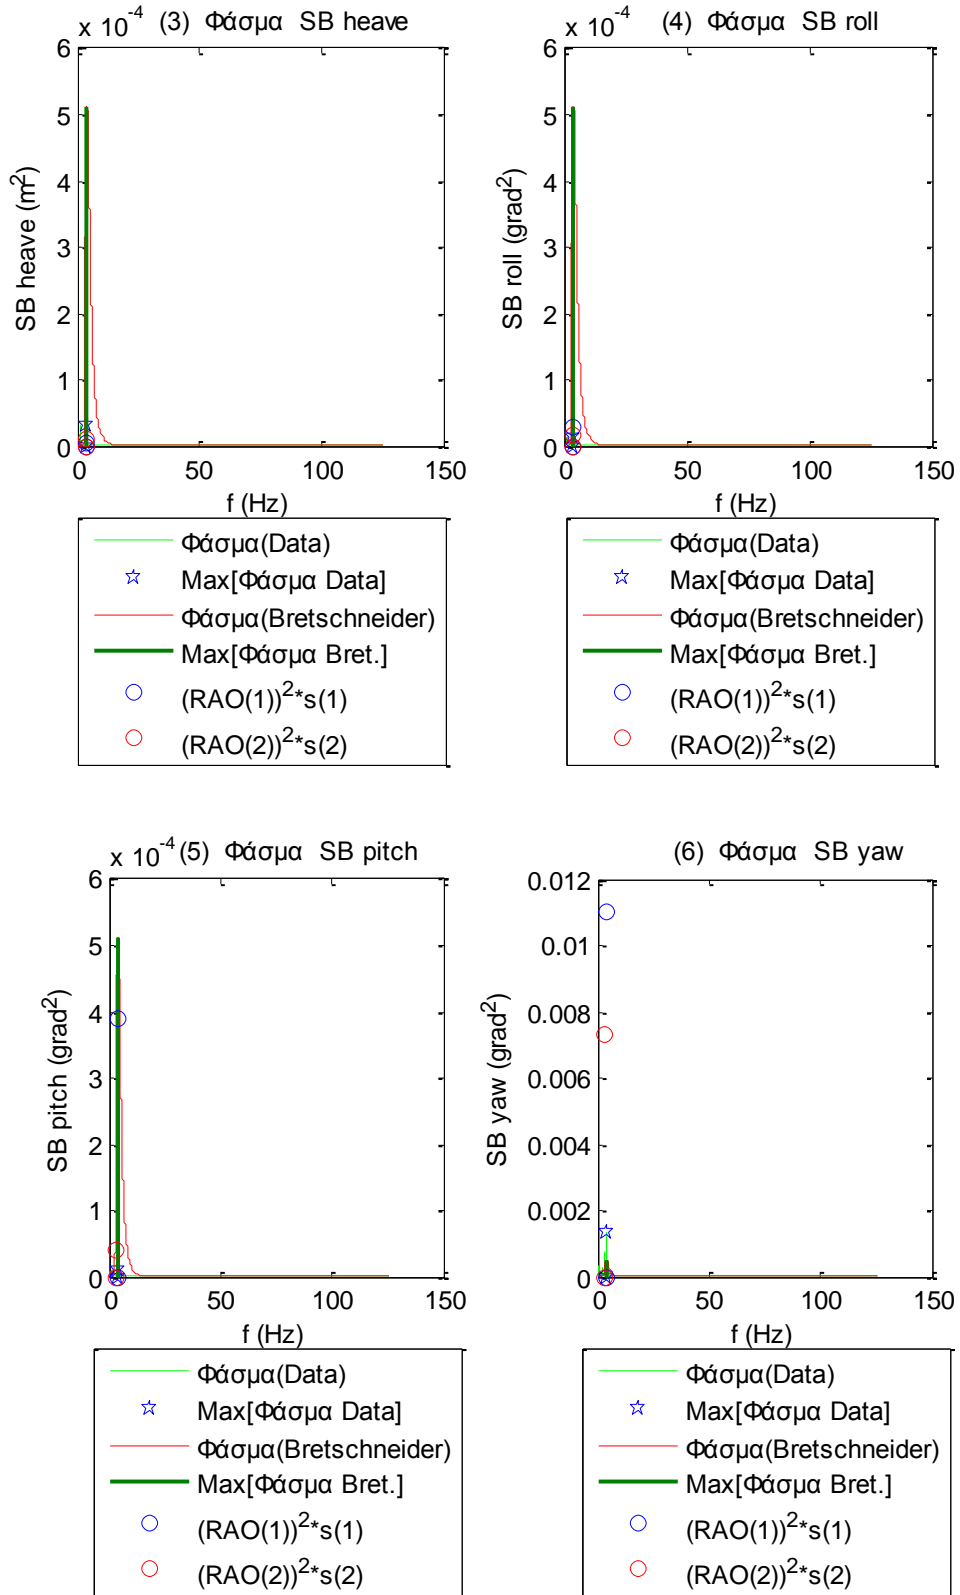 x 10^-4 (3) Φάσμα SB heave
6
5
4
3
2
1
0
SB heave (m^2)
0 50 100 150
f (Hz)
Φάσμα(Data)
Max[Φάσμα Data]
Φάσμα(Bretschneider)
Max[Φάσμα Bret.]
(RAO(1))^2*s(1)
(RAO(2))^2*s(2)
x 10^-4 (4) Φάσμα SB roll
6
5
4
3
2
1
0
SB roll (grad^2)
0 50 100 150
f (Hz)
Φάσμα(Data)
Max[Φάσμα Data]
Φάσμα(Bretschneider)
Max[Φάσμα Bret.]
(RAO(1))^2*s(1)
(RAO(2))^2*s(2)
x 10^-4 (5) Φάσμα SB pitch
6
5
4
3
2
1
0
SB pitch (grad^2)
0 50 100 150
f (Hz)
Φάσμα(Data)
Max[Φάσμα Data]
Φάσμα(Bretschneider)
Max[Φάσμα Bret.]
(RAO(1))^2*s(1)
(RAO(2))^2*s(2)
(6) Φάσμα SB yaw
0.012
0.01
0.008
0.006
0.004
0.002
0
SB yaw (grad^2)
0 50 100 150
f (Hz)
Φάσμα(Data)
Max[Φάσμα Data]
Φάσμα(Bretschneider)
Max[Φάσμα Bret.]
(RAO(1))^2*s(1)
(RAO(2))^2*s(2)